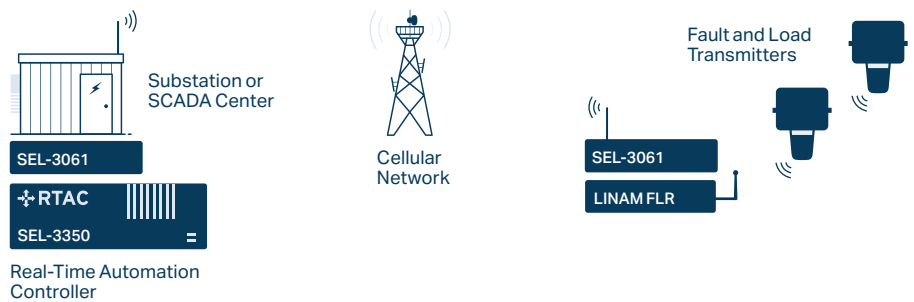 Substation or
SCADA Center
SEL-3061
RTAC
SEL-3350
Real-Time Automation
Controller
Cellular
Network
Fault and Load
Transmitters
SEL-3061
LINAM FLR